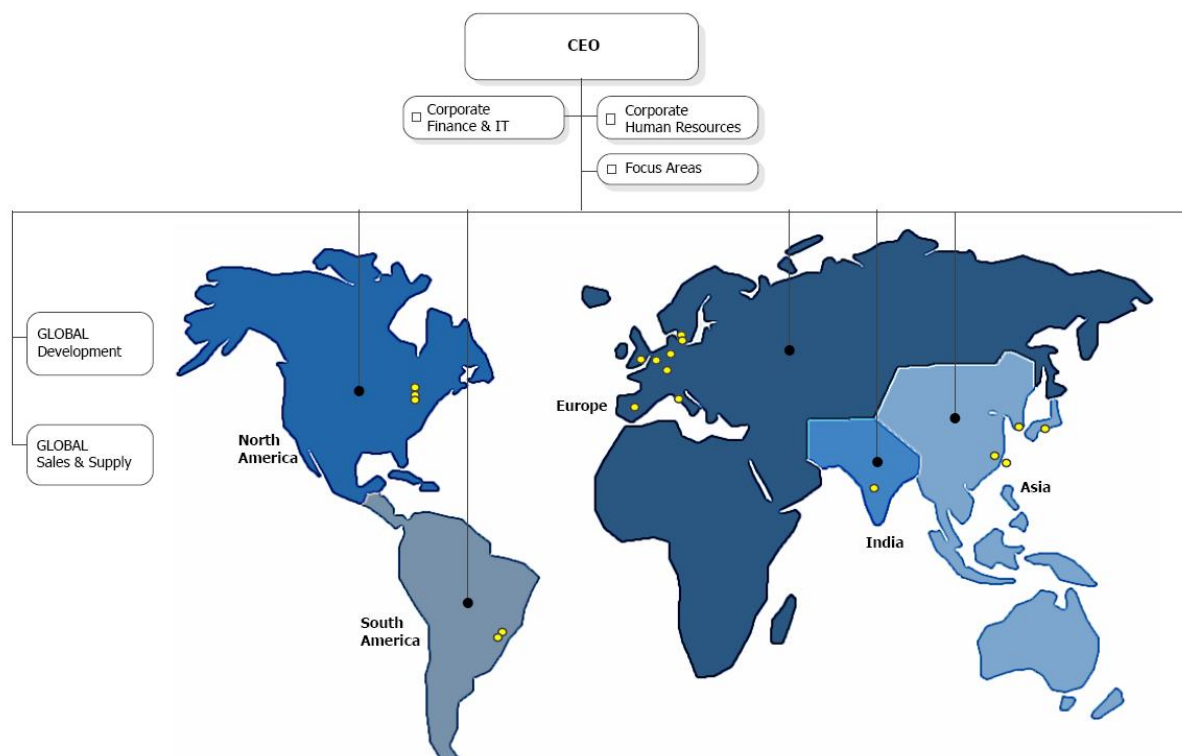 CEO
Corporate
Finance & IT
Corporate
Human Resources
Focus Areas
GLOBAL
Development
GLOBAL
Sales & Supply
Europe
North
America
Asia
India
South
America